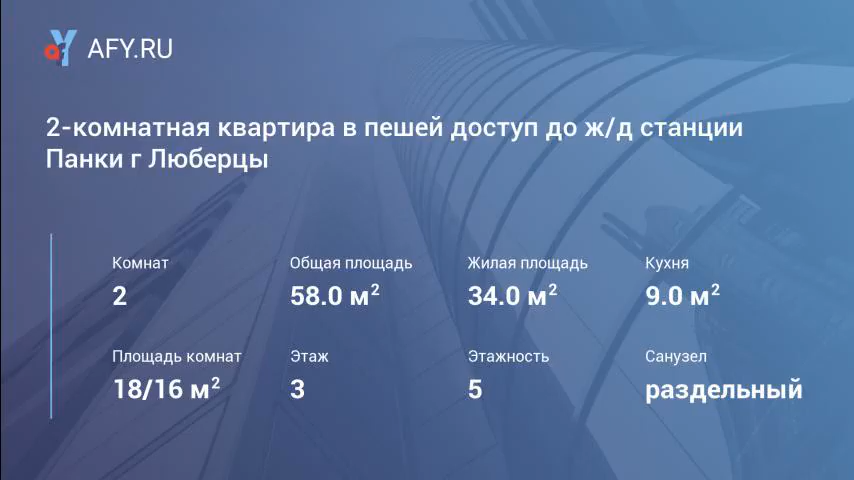 AFY.RU
2-комнатная квартира в пешей доступ до ж/д станции
Панки г Люберцы
Комнат
Общая площадь
Жилая площадь
Кухня
2
58.0 м²
34.0 м²
9.0 м²
Площадь комнат
Этаж
Этажность
Санузел
18/16 м²
3
5
раздельный